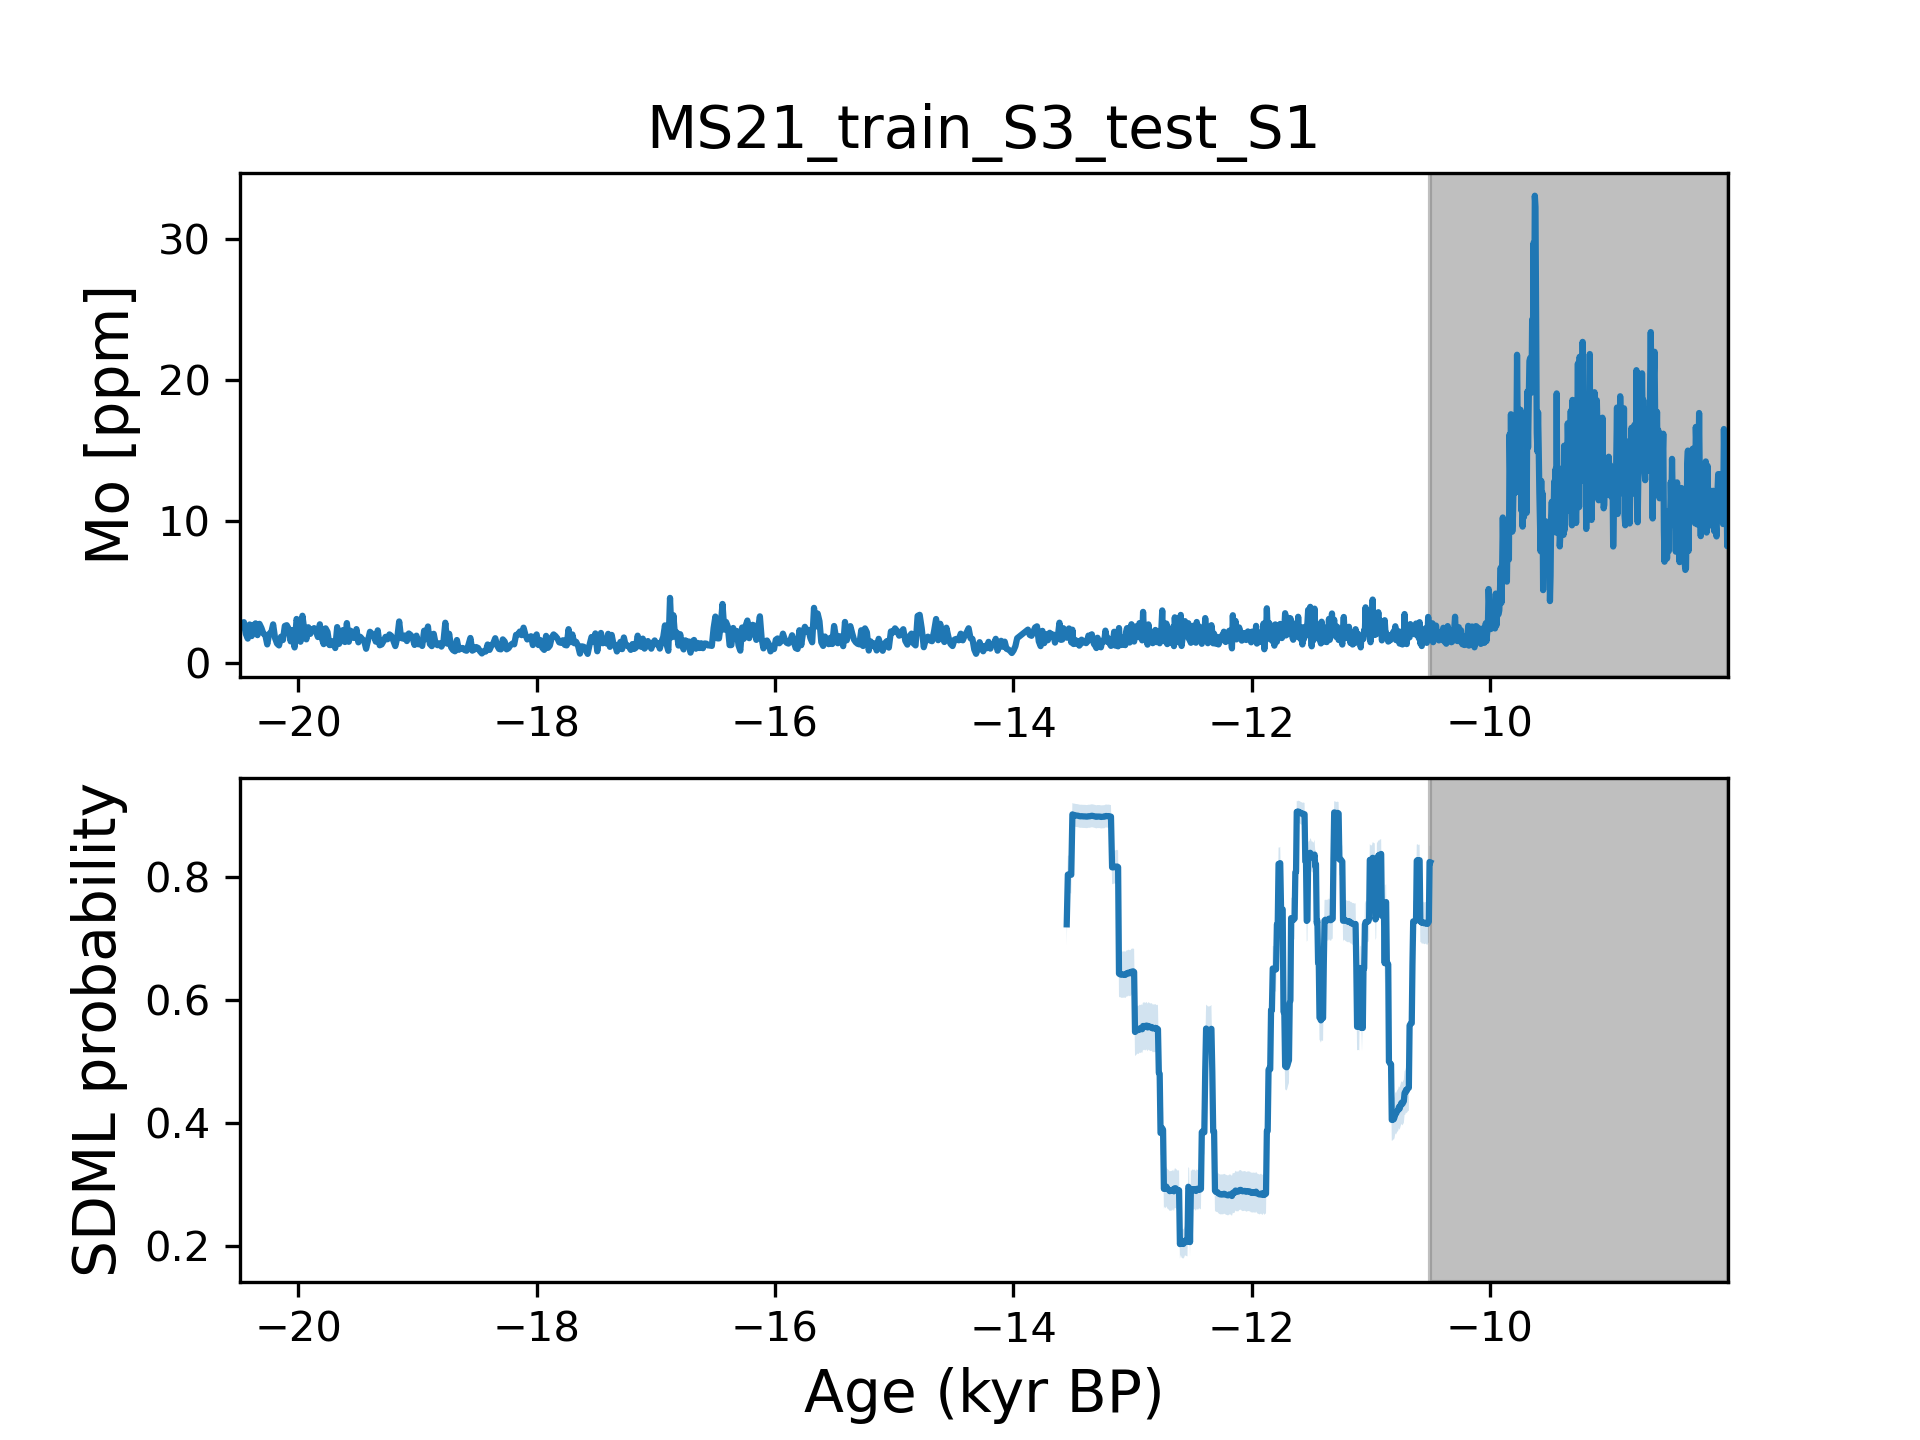 MS21_train_S3_test_S1
Mo [ppm]
30
20
10
0
−20 −18 −16 −14 −12 −10
SDML probability
0.8
0.6
0.4
0.2
−20 −18 −16 −14 −12 −10
Age (kyr BP)